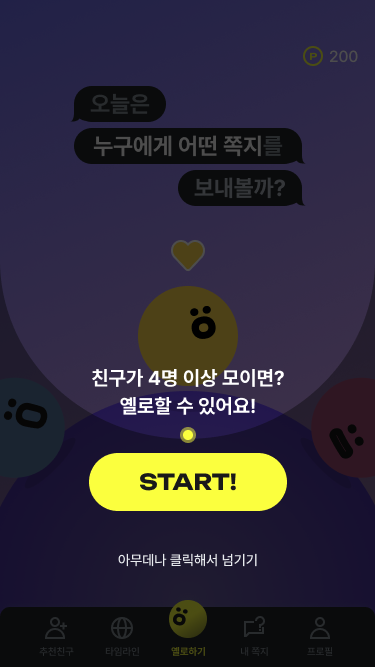 P 200
오늘은
누구에게 어떤 쪽지를
보내볼까?
친구가 4명 이상 모이면?
옐로할 수 있어요!
START!
아무데나 클릭해서 넘기기
추천친구 타임라인 옐로하기 내 쪽지 프로필